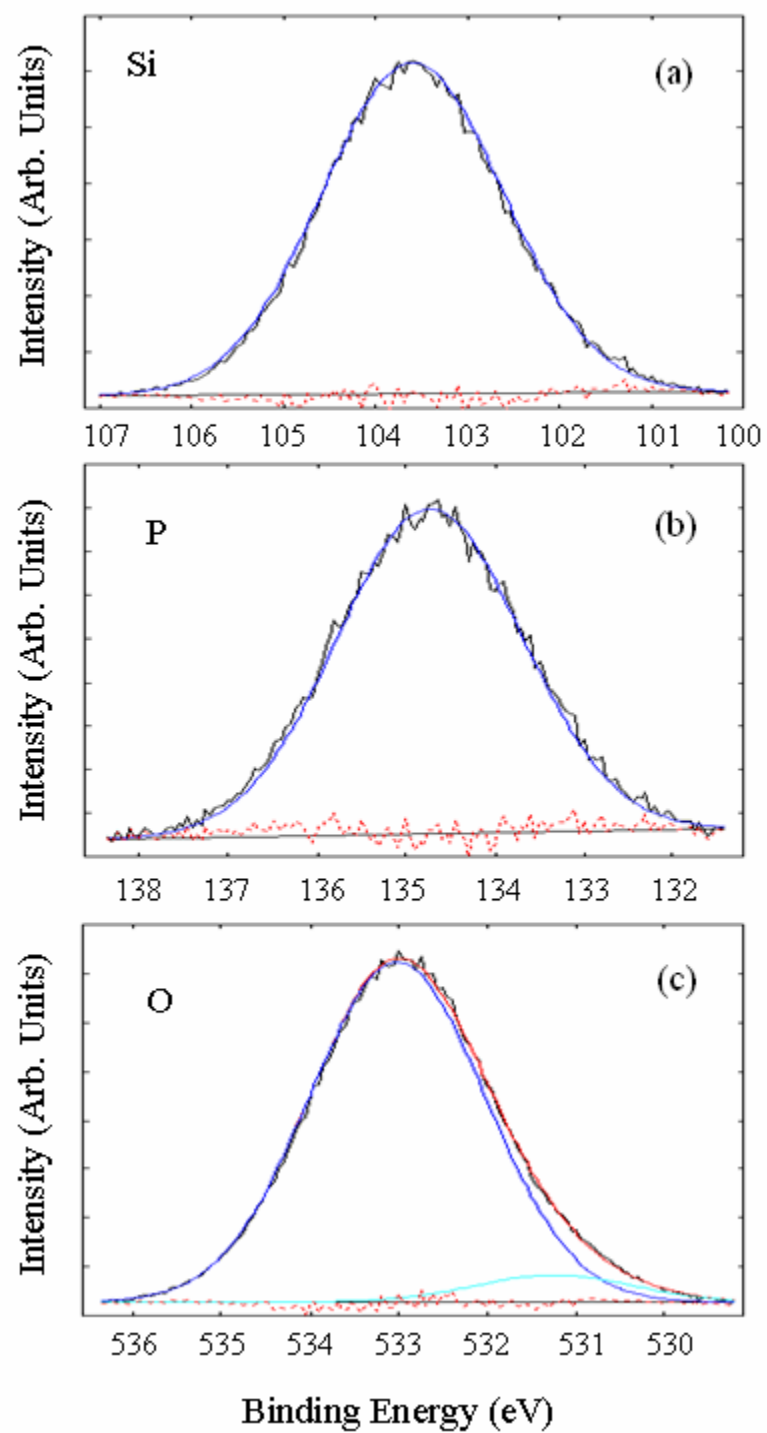 Si
(a)
Intensity (Arb. Units)
107 106 105 104 103 102 101 100
P
(b)
Intensity (Arb. Units)
138 137 136 135 134 133 132
O
(c)
Intensity (Arb. Units)
536 535 534 533 532 531 530
Binding Energy (eV)